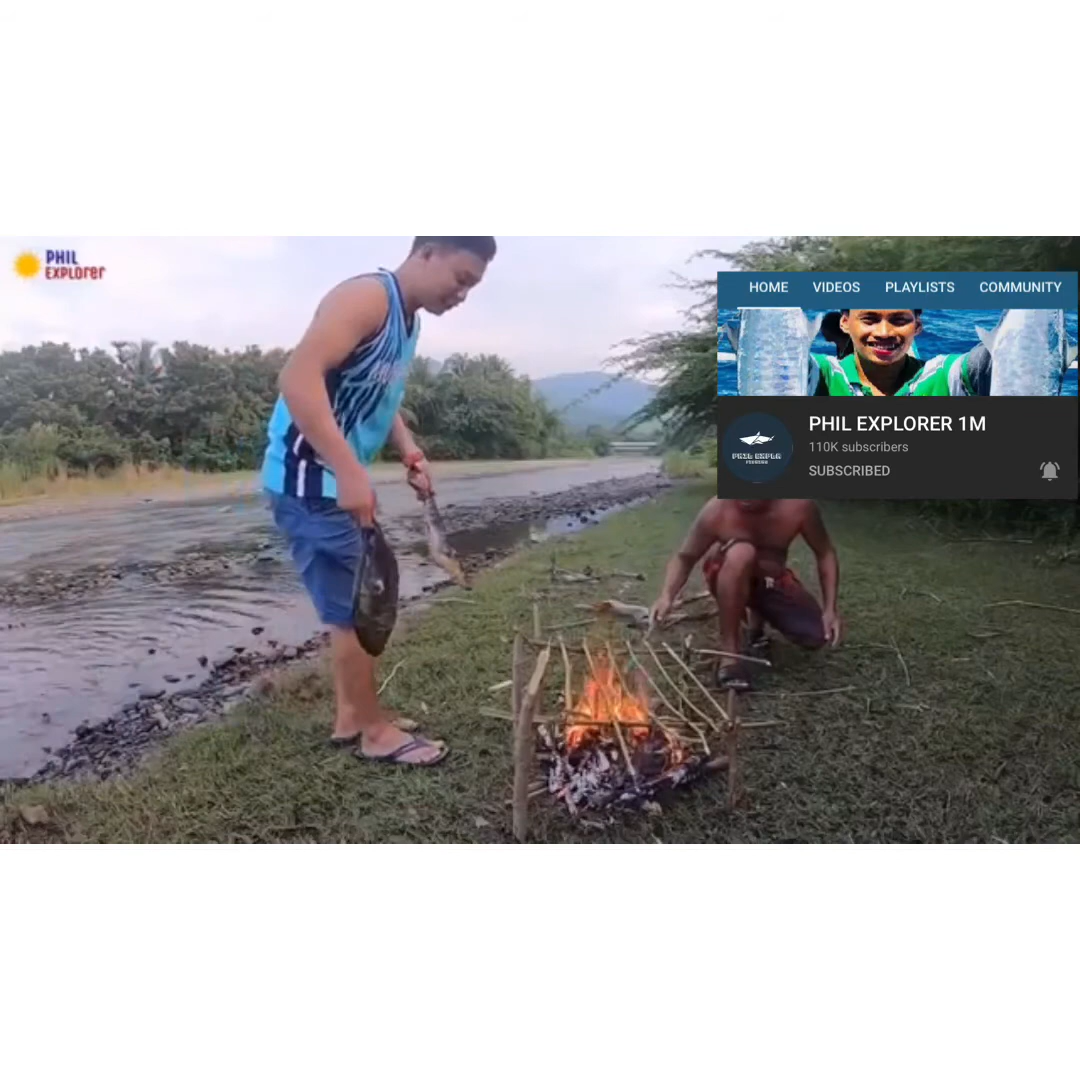 PHIL
EXPLORER
HOME VIDEOS PLAYLISTS COMMUNITY
PHIL EXPLORER 1M
110K subscribers
SUBSCRIBED